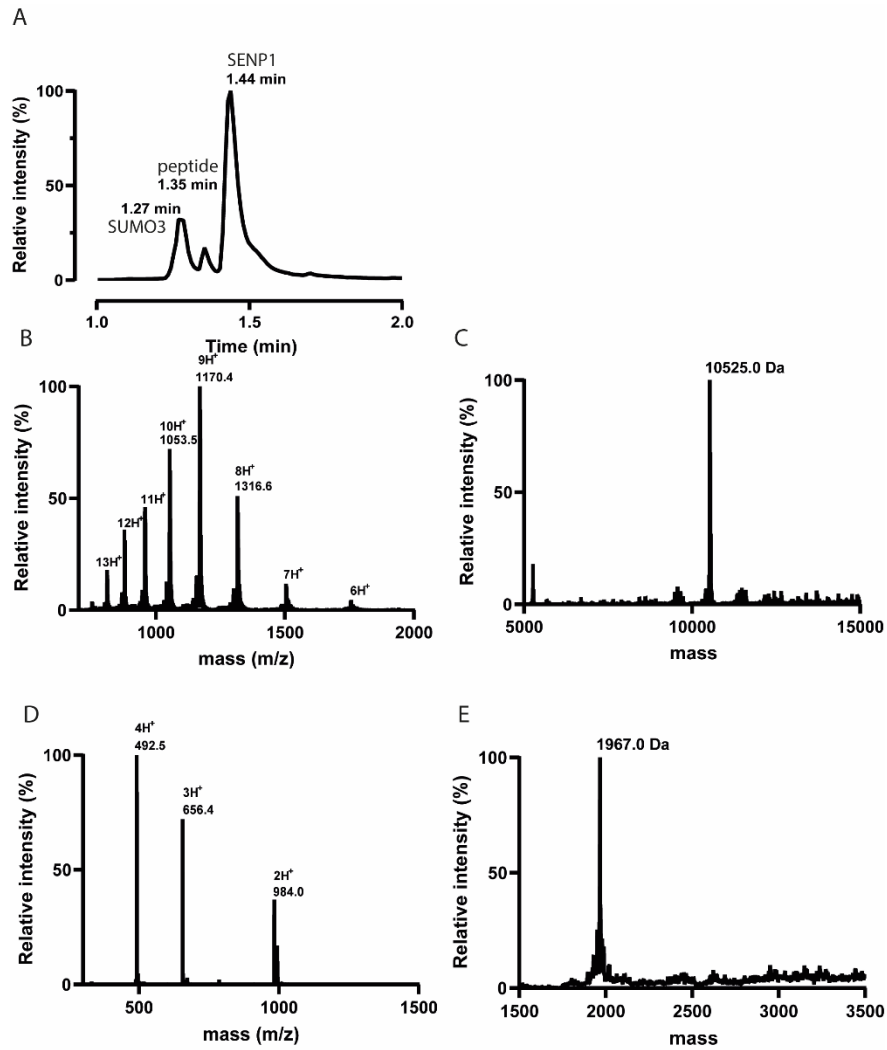 A
SENP1
1.44 min
peptide
1.35 min
1.27 min
SUMO3
Relative intensity (%)
100
50
0
1.0
1.5
2.0
Time (min)
B
9H+
1170.4
10H+
1053.5
11H+
12H+
13H+
8H+
1316.6
7H+
6H+
Relative intensity (%)
100
50
0
1000
1500
2000
mass (m/z)
C
10525.0 Da
Relative intensity (%)
100
50
0
5000
10000
15000
mass
D
4H+
492.5
3H+
656.4
2H+
984.0
Relative intensity (%)
100
50
0
500
1000
1500
mass (m/z)
E
1967.0 Da
Relative intensity (%)
100
50
0
1500
2000
2500
3000
3500
mass